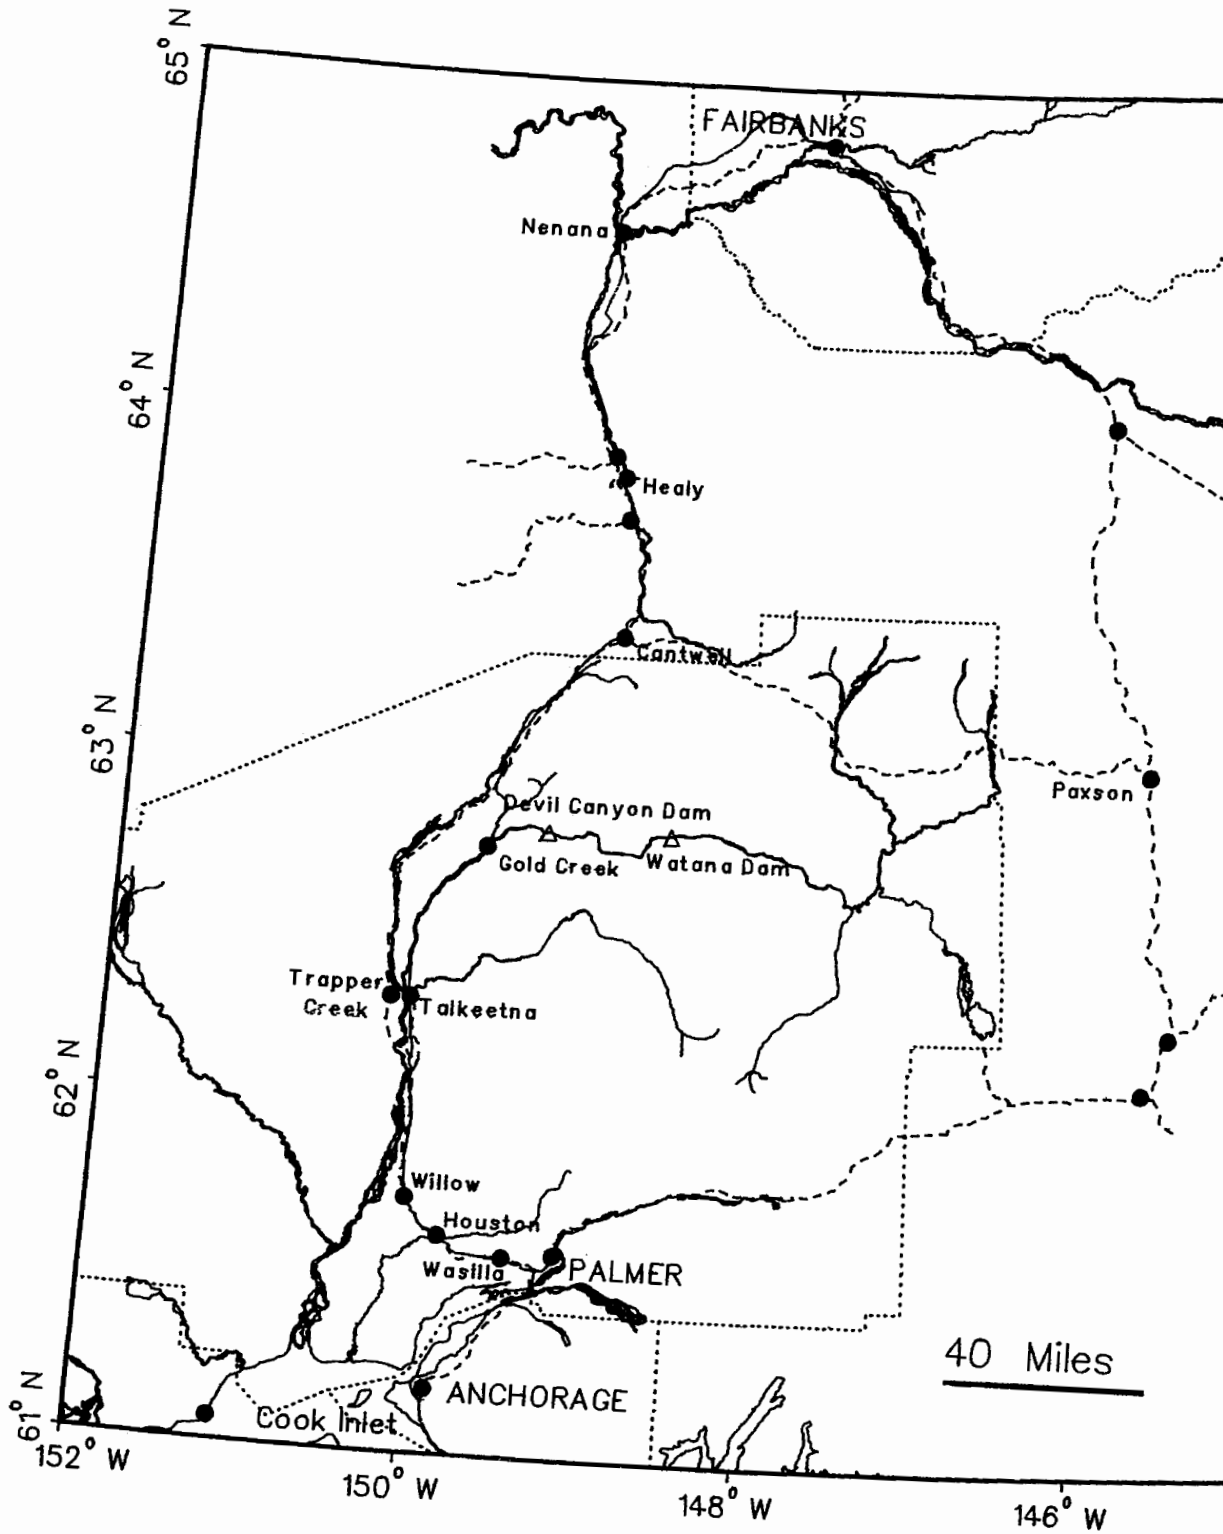 65° N
FAIRBANKS
Nenana
64° N
Healy
Cantwell
63° N
Paxson
Devil Canyon Dam
Gold Creek
Watana Dam
Trapper
Creek
Talkeetna
62° N
Willow
Houston
Wasilla
PALMER
40 Miles
ANCHORAGE
Cook Inlet
61° N
152° W
150° W
148° W
146° W